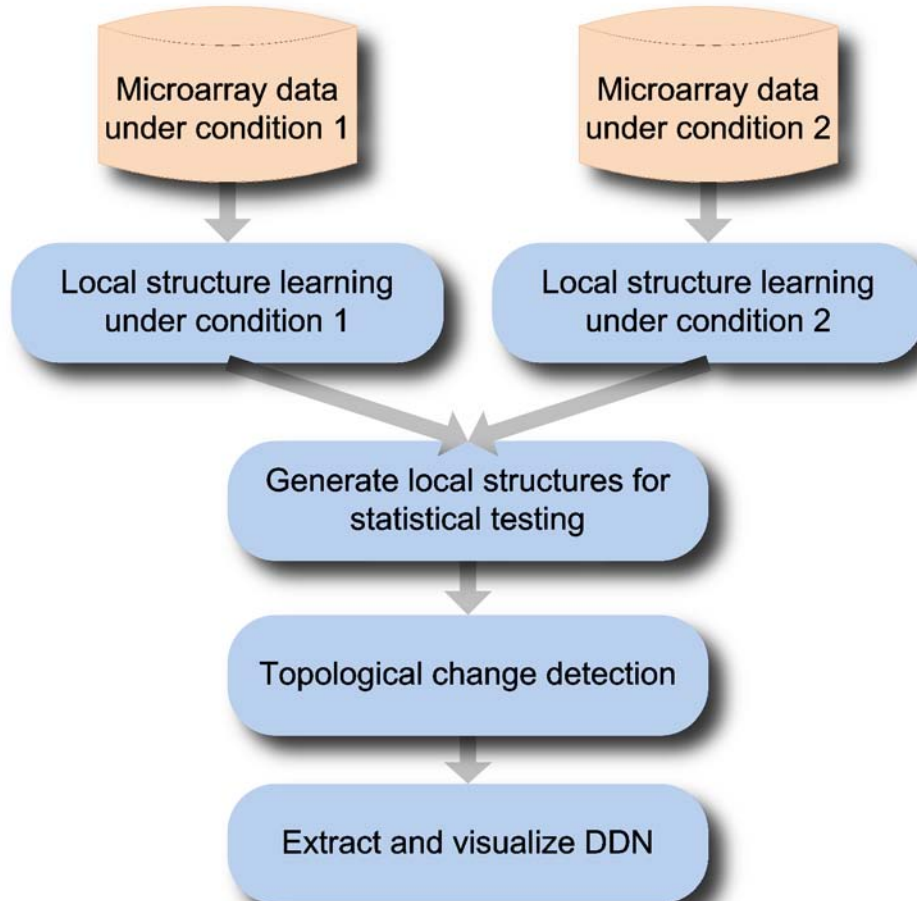 Microarray data
under condition 1
Microarray data
under condition 2
Local structure learning
under condition 1
Local structure learning
under condition 2
Generate local structures for
statistical testing
Topological change detection
Extract and visualize DDN